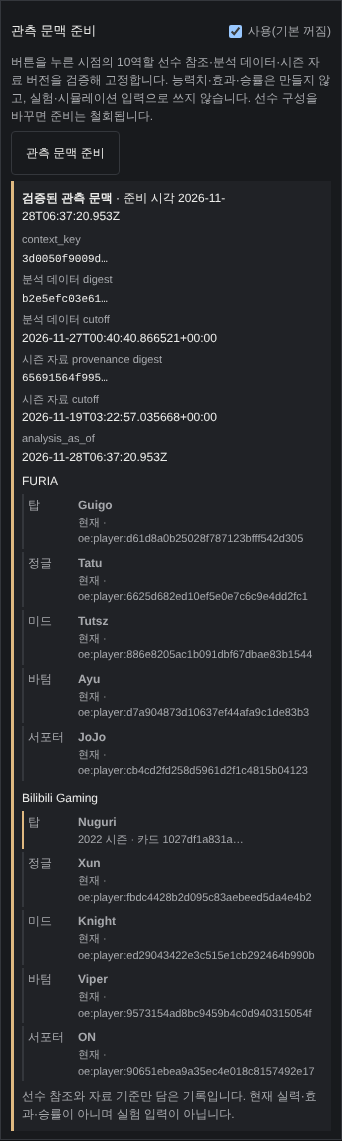 관측 문맥 준비
사용(기본 꺼짐)
버튼을 누른 시점의 10역할 선수 참조·분석 데이터·시즌 자
료 버전을 검증해 고정합니다. 능력치·효과·승률은 만들지 않
고, 실험·시뮬레이션 입력으로 쓰지 않습니다. 선수 구성을
바꾸면 준비는 철회됩니다.
관측 문맥 준비
검증된 관측 문맥 · 준비 시각 2026-11-
28T06:37:20.953Z
context_key
3d0050f9009d…
분석 데이터 digest
b2e5efc03e61…
분석 데이터 cutoff
2026-11-27T00:40:40.866521+00:00
시즌 자료 provenance digest
65691564f995…
시즌 자료 cutoff
2026-11-19T03:22:57.035668+00:00
analysis_as_of
2026-11-28T06:37:20.953Z
FURIA
탑 Guigo
현재 ·
oe:player:d61d8a0b25028f787123bfff542d305
정글 Tatu
현재 ·
oe:player:6625d682ed10ef5e0e7c6c9e4dd2fc1
미드 Tutsz
현재 ·
oe:player:886e8205ac1b091dbf67dbae83b1544
바텀 Ayu
현재 ·
oe:player:d7a904873d10637ef44afa9c1de83b3
서포터 JoJo
현재 ·
oe:player:cb4cd2fd258d5961d2f1c4815b04123
Bilibili Gaming
탑 Nuguri
2022 시즌 · 카드 1027df1a831a…
정글 Xun
현재 ·
oe:player:fbdc4428b2d095c83aebeed5da4e4b2
미드 Knight
현재 ·
oe:player:ed29043422e3c515e1cb292464b990b
바텀 Viper
현재 ·
oe:player:9573154ad8bc9459b4c0d940315054f
서포터 ON
현재 ·
oe:player:90651ebea9a35ec4e018c8157492e17
선수 참조와 자료 기준만 담은 기록입니다. 현재 실력·효
과·승률이 아니며 실험 입력이 아닙니다.